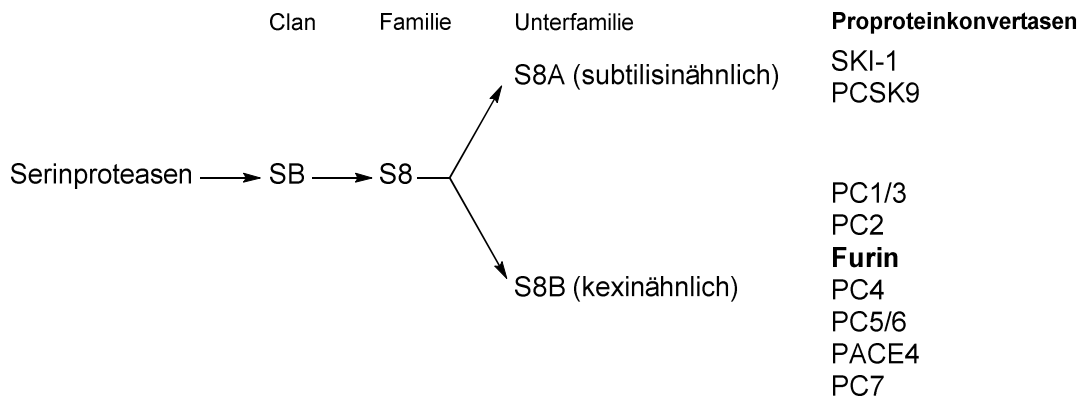 Clan Familie Unterfamilie Proproteinkonvertasen
S8A (subtilisinähnlich) SKI-1
PCSK9
Serinproteasen SB S8
PC1/3
PC2
Furin
S8B (kexinähnlich) PC4
PC5/6
PACE4
PC7